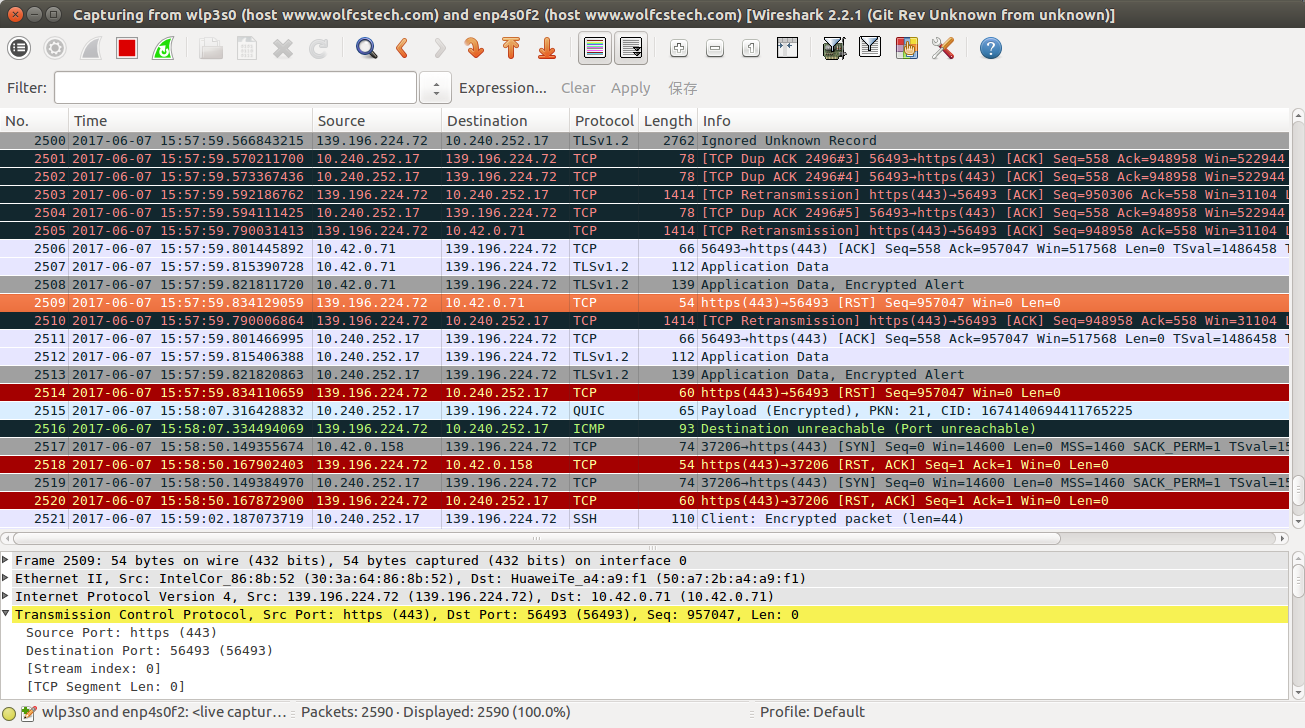 Capturing from wlp3s0 (host www.wolfcstech.com) and enp4s0f2 (host www.wolfcstech.com) [Wireshark 2.2.1 (Git Rev Unknown from unknown)]
Filter: Expression... Clear Apply 保存
No. Time Source Destination Protocol Length Info
2500 2017-06-07 15:57:59.566843215 139.196.224.72 10.240.252.17 TLSv1.2 2762 Ignored Unknown Record
2501 2017-06-07 15:57:59.570211700 10.240.252.17 139.196.224.72 TCP 78 [TCP Dup ACK 2496#3] 56493→https(443) [ACK] Seq=558 Ack=948958 Win=522944
2502 2017-06-07 15:57:59.573367436 10.240.252.17 139.196.224.72 TCP 78 [TCP Dup ACK 2496#4] 56493→https(443) [ACK] Seq=558 Ack=948958 Win=522944
2503 2017-06-07 15:57:59.592186762 139.196.224.72 10.240.252.17 TCP 1414 [TCP Retransmission] https(443)→56493 [ACK] Seq=950306 Ack=558 Win=31104 L
2504 2017-06-07 15:57:59.594111425 10.240.252.17 139.196.224.72 TCP 78 [TCP Dup ACK 2496#5] 56493→https(443) [ACK] Seq=558 Ack=948958 Win=522944
2505 2017-06-07 15:57:59.790031413 139.196.224.72 10.42.0.71 TCP 1414 [TCP Retransmission] https(443)→56493 [ACK] Seq=948958 Ack=558 Win=31104 L
2506 2017-06-07 15:57:59.801445892 10.42.0.71 139.196.224.72 TCP 66 56493→https(443) [ACK] Seq=558 Ack=957047 Win=517568 Len=0 TSval=1486458 T
2507 2017-06-07 15:57:59.815390728 10.42.0.71 139.196.224.72 TLSv1.2 112 Application Data
2508 2017-06-07 15:57:59.821811720 10.42.0.71 139.196.224.72 TLSv1.2 139 Application Data, Encrypted Alert
2509 2017-06-07 15:57:59.834129059 139.196.224.72 10.42.0.71 TCP 54 https(443)→56493 [RST] Seq=957047 Win=0 Len=0
2510 2017-06-07 15:57:59.790006864 139.196.224.72 10.240.252.17 TCP 1414 [TCP Retransmission] https(443)→56493 [ACK] Seq=948958 Ack=558 Win=31104 L
2511 2017-06-07 15:57:59.801466995 10.240.252.17 139.196.224.72 TCP 66 56493→https(443) [ACK] Seq=558 Ack=957047 Win=517568 Len=0 TSval=1486458 T
2512 2017-06-07 15:57:59.815406388 10.240.252.17 139.196.224.72 TLSv1.2 112 Application Data
2513 2017-06-07 15:57:59.821820863 10.240.252.17 139.196.224.72 TLSv1.2 139 Application Data, Encrypted Alert
2514 2017-06-07 15:57:59.834110659 139.196.224.72 10.240.252.17 TCP 60 https(443)→56493 [RST] Seq=957047 Win=0 Len=0
2515 2017-06-07 15:58:07.316428832 10.240.252.17 139.196.224.72 QUIC 65 Payload (Encrypted), PKN: 21, CID: 1674140694411765225
2516 2017-06-07 15:58:07.334494069 139.196.224.72 10.240.252.17 ICMP 93 Destination unreachable (Port unreachable)
2517 2017-06-07 15:58:50.149355674 10.42.0.158 139.196.224.72 TCP 74 37206→https(443) [SYN] Seq=0 Win=14600 Len=0 MSS=1460 SACK_PERM=1 TSval=15
2518 2017-06-07 15:58:50.167902403 139.196.224.72 10.42.0.158 TCP 54 https(443)→37206 [RST, ACK] Seq=1 Ack=1 Win=0 Len=0
2519 2017-06-07 15:58:50.149384970 10.240.252.17 139.196.224.72 TCP 74 37206→https(443) [SYN] Seq=0 Win=14600 Len=0 MSS=1460 SACK_PERM=1 TSval=15
2520 2017-06-07 15:58:50.167872900 139.196.224.72 10.240.252.17 TCP 60 https(443)→37206 [RST, ACK] Seq=1 Ack=1 Win=0 Len=0
2521 2017-06-07 15:59:02.187073719 10.240.252.17 139.196.224.72 SSH 110 Client: Encrypted packet (len=44)
Frame 2509: 54 bytes on wire (432 bits), 54 bytes captured (432 bits) on interface 0
Ethernet II, Src: IntelCor_86:8b:52 (30:3a:64:86:8b:52), Dst: HuaweiTe_a4:a9:f1 (50:a7:2b:a4:a9:f1)
Internet Protocol Version 4, Src: 139.196.224.72 (139.196.224.72), Dst: 10.42.0.71 (10.42.0.71)
Transmission Control Protocol, Src Port: https (443), Dst Port: 56493 (56493), Seq: 957047, Len: 0
Source Port: https (443)
Destination Port: 56493 (56493)
[Stream index: 0]
[TCP Segment Len: 0]
wlp3s0 and enp4s0f2: <live captur... Packets: 2590 · Displayed: 2590 (100.0%) Profile: Default